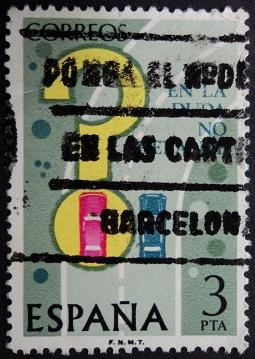 CORREOS
EN LA
DUDA
NO
EN LAS CART
BARCELON
ESPAÑA
3
PTA
F.N.M.T.